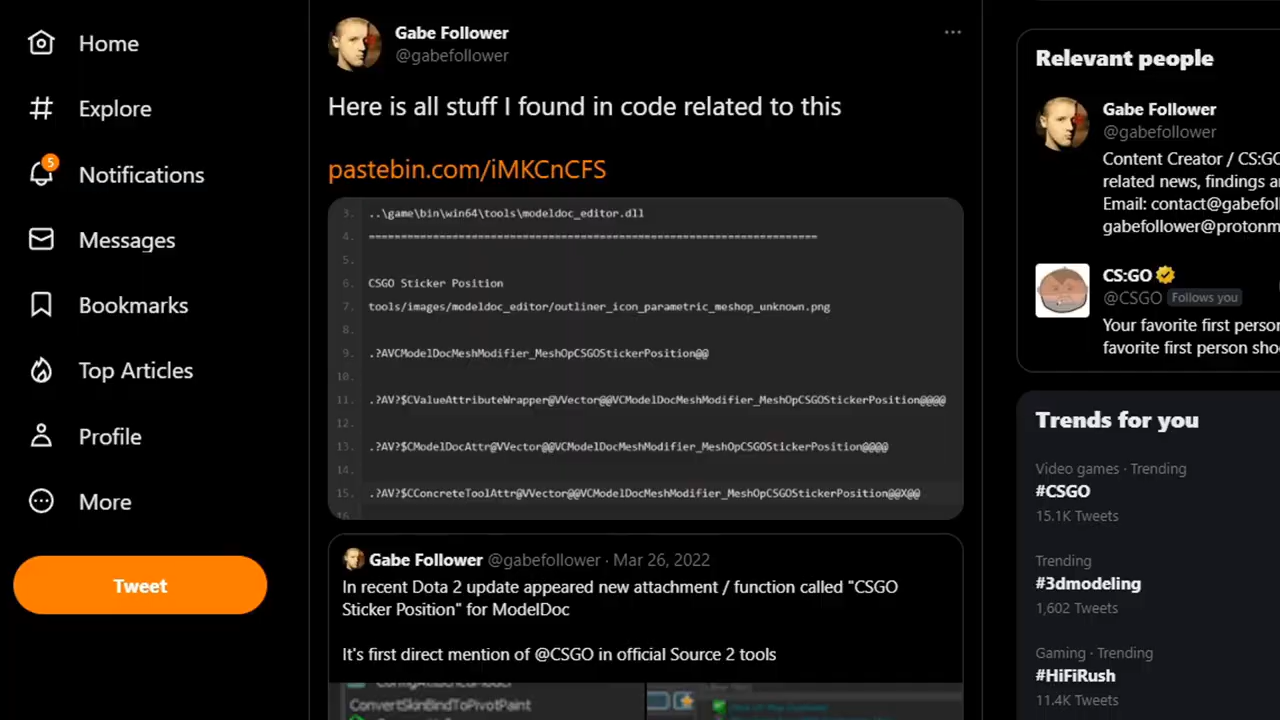 Home
Explore
5
Notifications
Messages
Bookmarks
Top Articles
Profile
More
Tweet
Gabe Follower
@gabefollower
Here is all stuff I found in code related to this
pastebin.com/iMKCnCFS
3. ..\game\bin\win64\tools\modeldoc_editor.dll
4. ======================================================================
5.
6. CSGO Sticker Position
7. tools/images/modeldoc_editor/outliner_icon_parametric_meshop_unknown.png
8.
9. .?AVCModelDocMeshModifier_MeshOpCSGOStickerPosition@@
10.
11. .?AV?$CValueAttributeWrapper@VVector@@VCModelDocMeshModifier_MeshOpCSGOStickerPosition@@@@
12.
13. .?AV?$CModelDocAttr@VVector@@VCModelDocMeshModifier_MeshOpCSGOStickerPosition@@@@
14.
15. .?AV?$CConcreteToolAttr@VVector@@VCModelDocMeshModifier_MeshOpCSGOStickerPosition@@X@@
16.
Gabe Follower @gabefollower · Mar 26, 2022
In recent Dota 2 update appeared new attachment / function called "CSGO
Sticker Position" for ModelDoc
It's first direct mention of @CSGO in official Source 2 tools
ConvertSkinBindToPivotPaint
Relevant people
Gabe Follower
@gabefollower
Content Creator / CS:GO
related news, findings a
Email: contact@gabefol
gabefollower@protonm
CS:GO
@CSGO Follows you
Your favorite first person
favorite first person sho
Trends for you
Video games · Trending
#CSGO
15.1K Tweets
Trending
#3dmodeling
1,602 Tweets
Gaming · Trending
#HiFiRush
11.4K Tweets